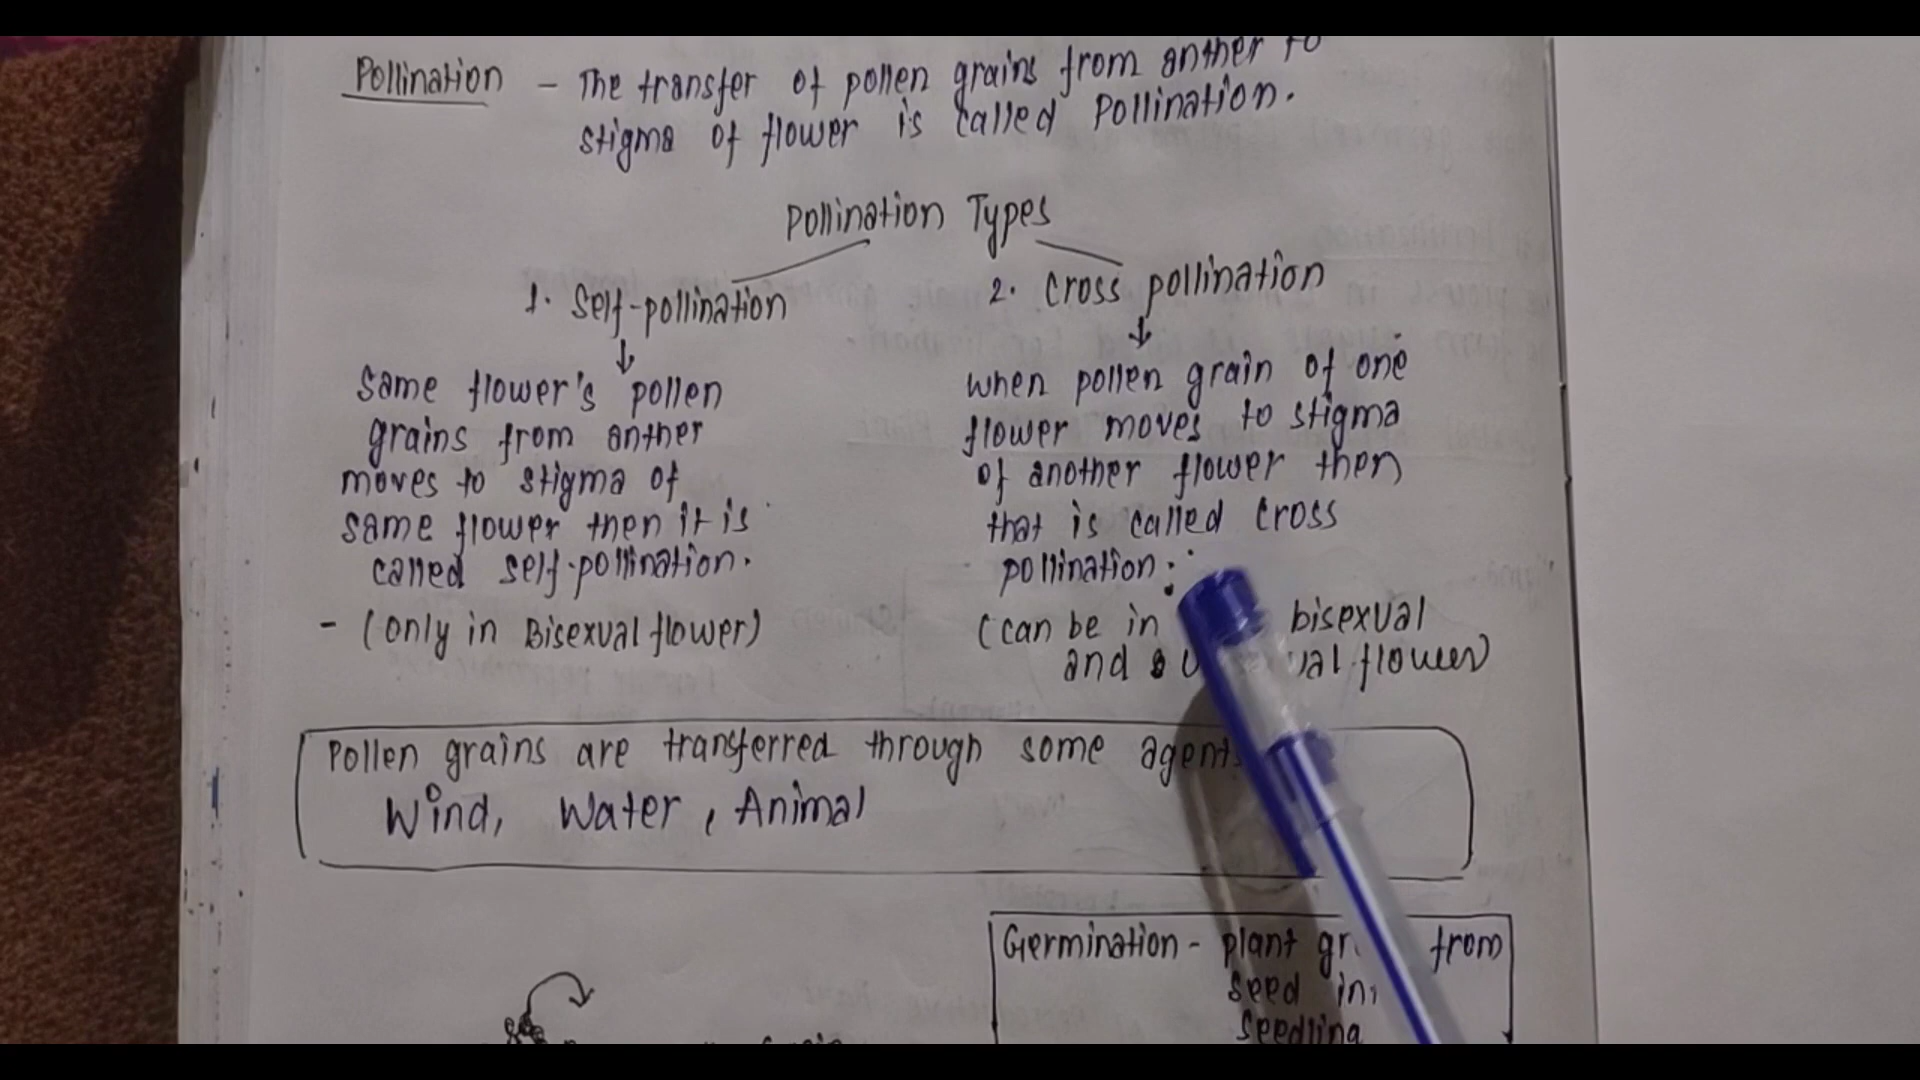 Pollination - The transfer of pollen grains from anther to
stigma of flower is called Pollination.
Pollination Types
1. Self-pollination
2. Cross pollination
Same flower's pollen
grains from anther
moves to stigma of
same flower then it is
called self-pollination.
- (only in Bisexual flower)
when pollen grain of one
flower moves to stigma
of another flower then
that is called cross
pollination.
(can be in bisexual
and flower)
Pollen grains are transferred through some agents
Wind, Water, Animal
Germination - plant from
seed
seedling